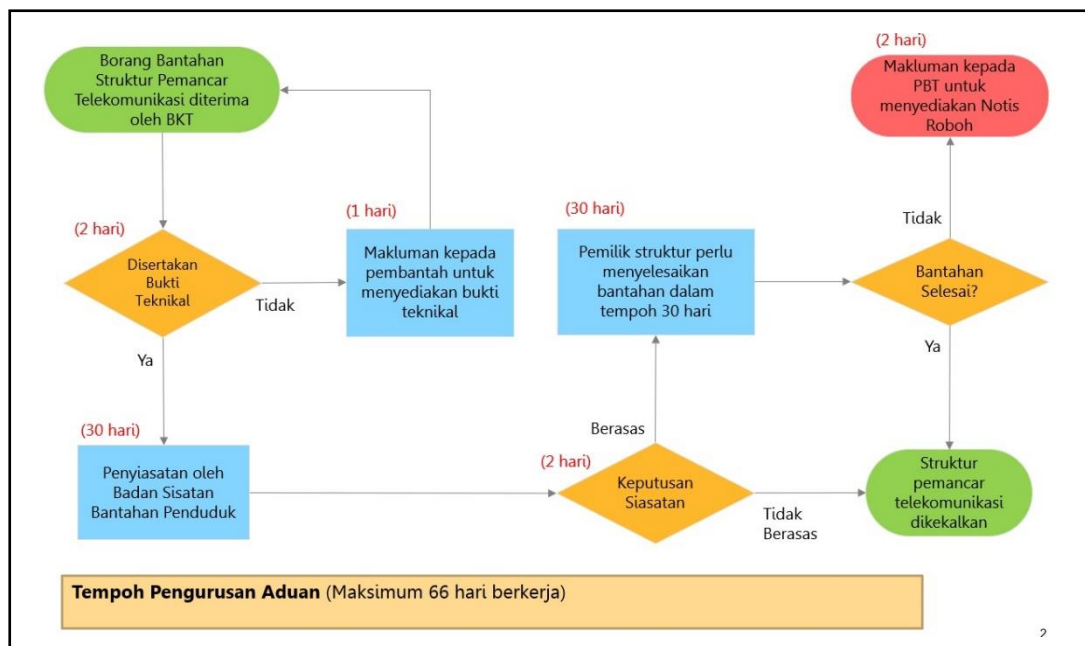 Borang Bantahan
Struktur Pemancar
Telekomunikasi diterima
oleh BKT
(2 hari)
Disertakan
Bukti
Teknikal
Tidak
Ya
(1 hari)
Makluman kepada
pembantah untuk
menyediakan bukti
teknikal
(30 hari)
Penyiasatan oleh
Badan Sisatan
Bantahan Penduduk
(2 hari)
Keputusan
Siasatan
Berasas
Tidak
Berasas
(30 hari)
Pemilik struktur perlu
menyelesaikan
bantahan dalam
tempoh 30 hari
Bantahan
Selesai?
Tidak
Ya
(2 hari)
Makluman kepada
PBT untuk
menyediakan Notis
Roboh
Struktur
pemancar
telekomunikasi
dikekalkan
Tempoh Pengurusan Aduan (Maksimum 66 hari berkerja)
2